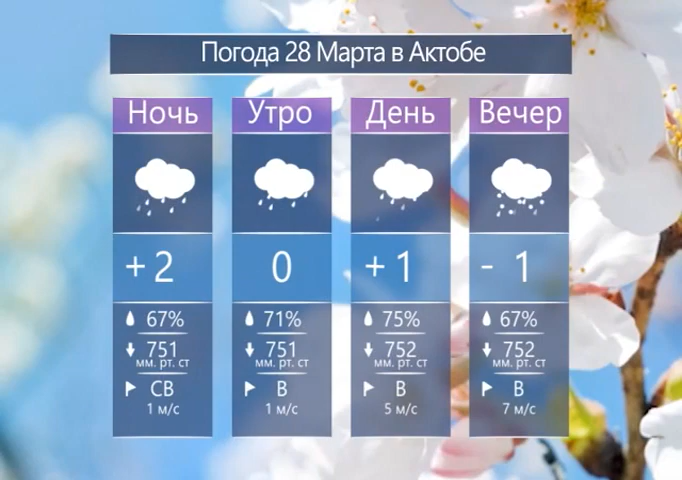 Погода 28 Марта в Актобе
Ночь Утро День Вечер
+2 0 +1 - 1
67% 71% 75% 67%
751 751 752 752
мм. рт. ст мм. рт. ст мм. рт. ст мм. рт. ст
СВ В В В
1 м/с 1 м/с 5 м/с 7 м/с